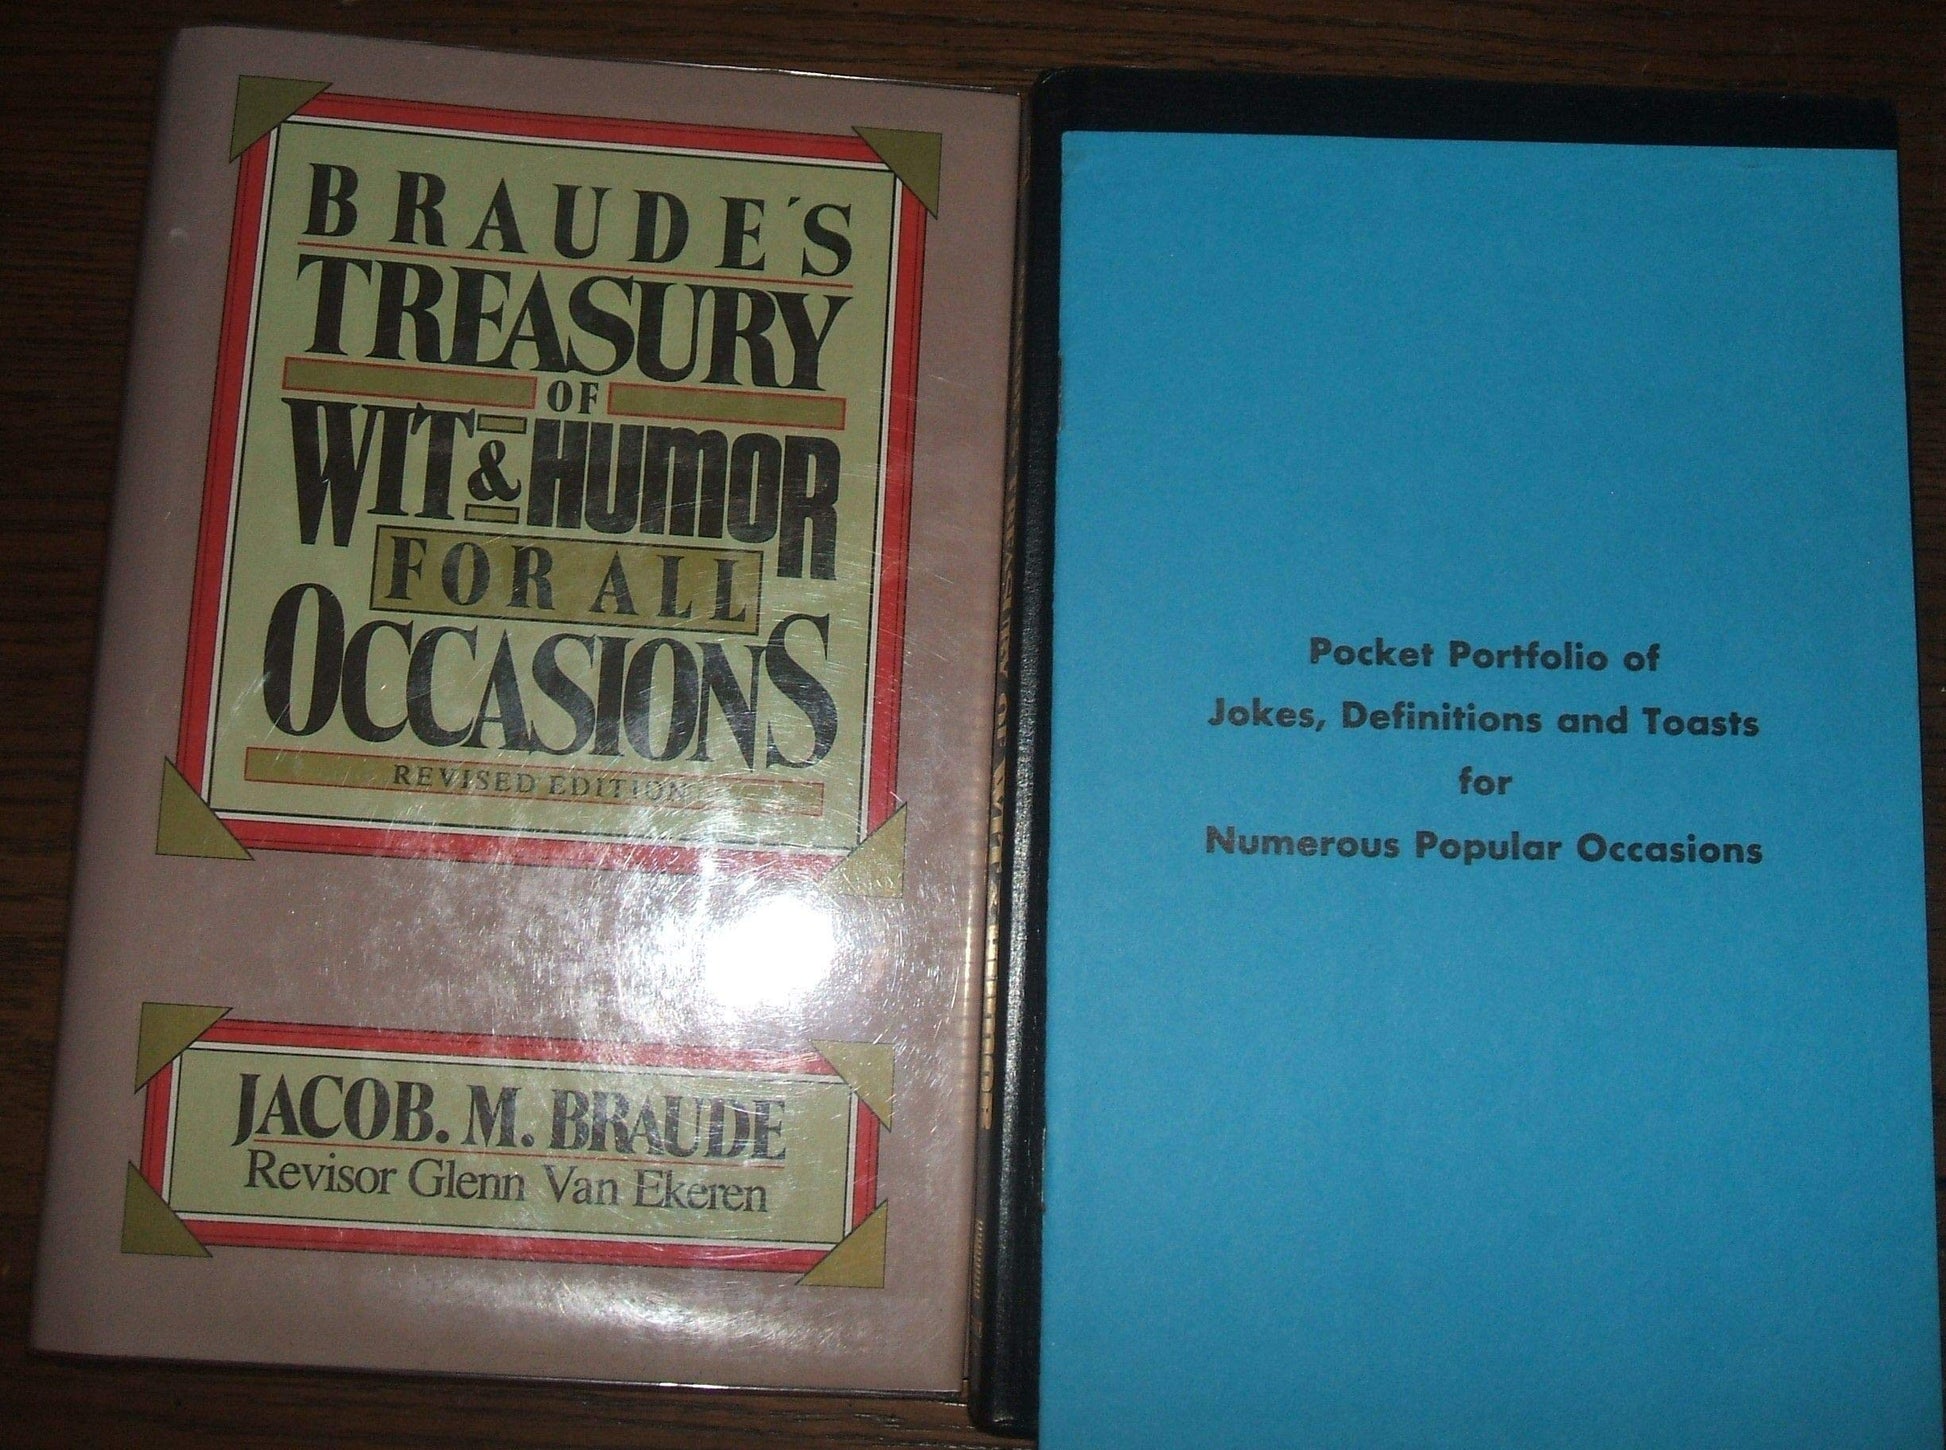 BRAUDE'S
TREASURY
OF
WIT & HUMOR
FOR ALL
OCCASIONS
REVISED EDITION
JACOB. M. BRAUDE
Revisor Glenn Van Ekeren
Pocket Portfolio of
Jokes, Definitions and Toasts
for
Numerous Popular Occasions